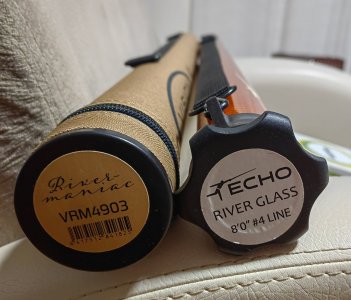 River-
maniac
VRM4903
ECHO
RIVER GLASS
8'0" #4 LINE